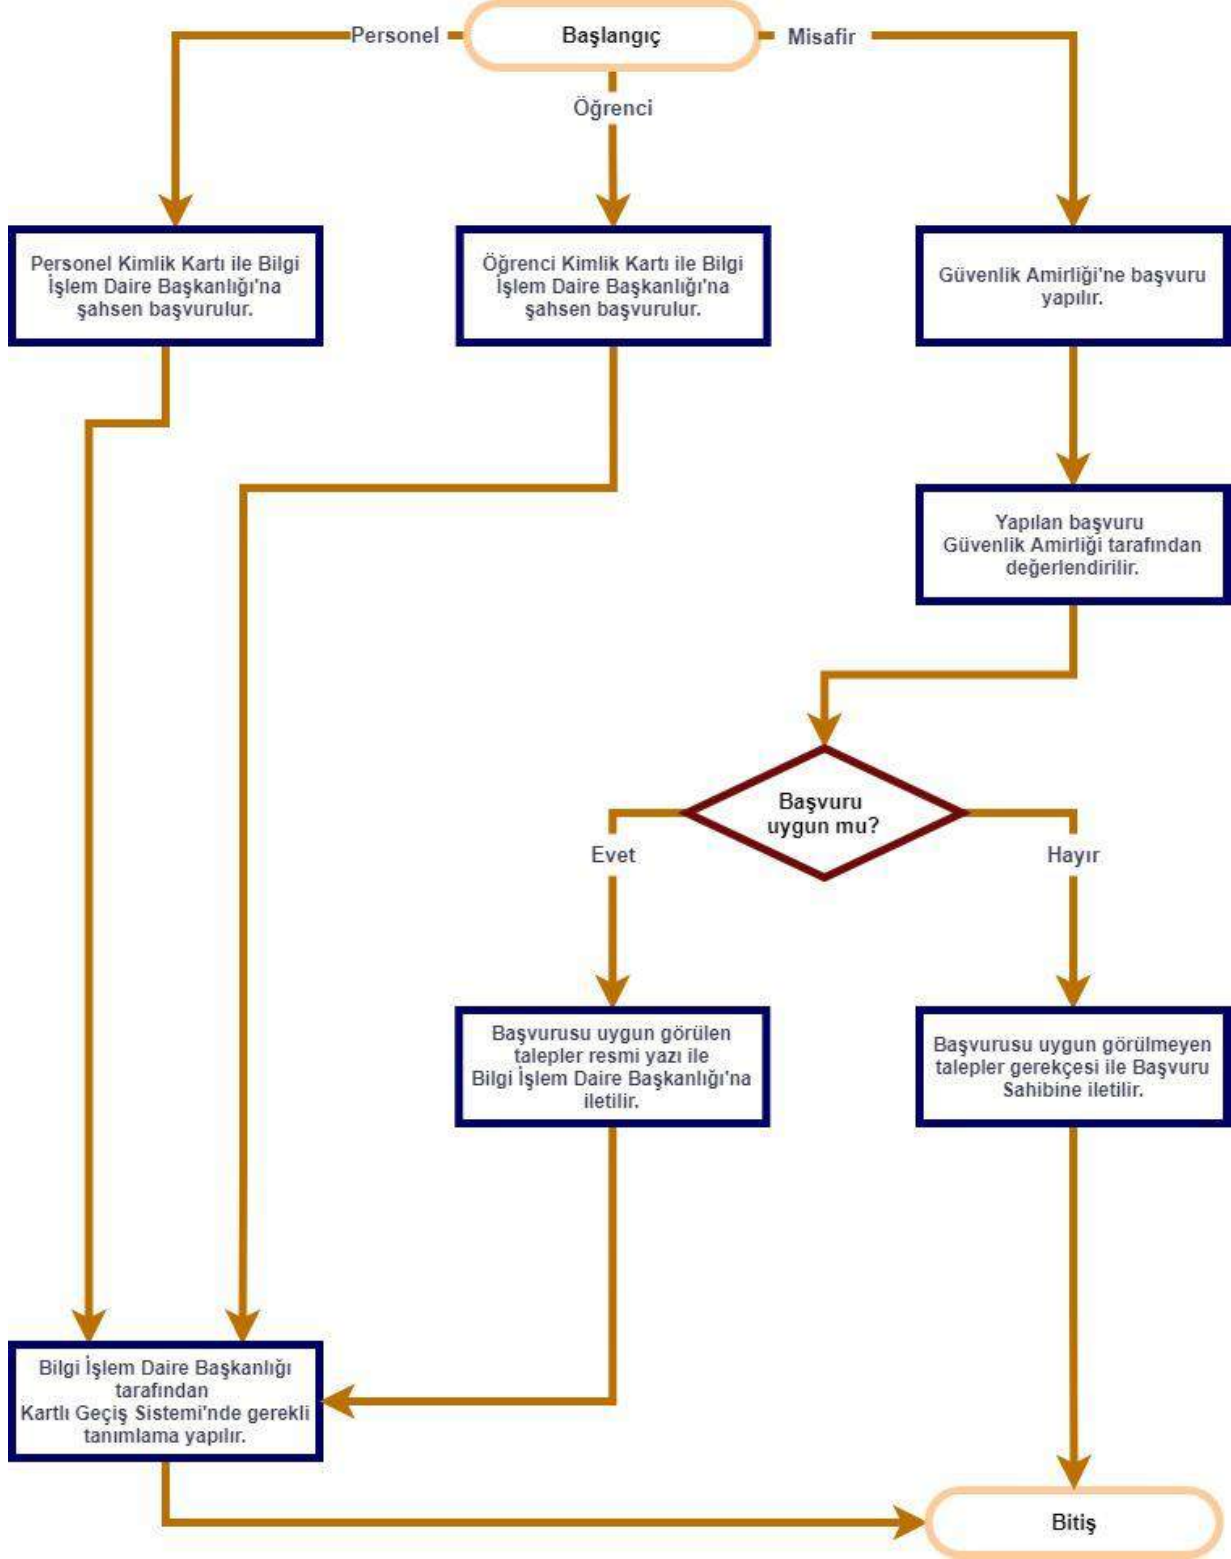 Başlangıç
Personel
Misafir
Öğrenci
Personel Kimlik Kartı ile Bilgi
İşlem Daire Başkanlığı'na
şahsen başvurulur.
Öğrenci Kimlik Kartı ile Bilgi
İşlem Daire Başkanlığı'na
şahsen başvurulur.
Güvenlik Amirliği'ne başvuru
yapılır.
Yapılan başvuru
Güvenlik Amirliği tarafından
değerlendirilir.
Başvuru
uygun mu?
Evet
Hayır
Başvurusu uygun görülen
talepler resmi yazı ile
Bilgi İşlem Daire Başkanlığı'na
iletilir.
Başvurusu uygun görülmeyen
talepler gerekçesi ile Başvuru
Sahibine iletilir.
Bilgi İşlem Daire Başkanlığı
tarafından
Kartlı Geçiş Sistemi'nde gerekli
tanımlama yapılır.
Bitiş